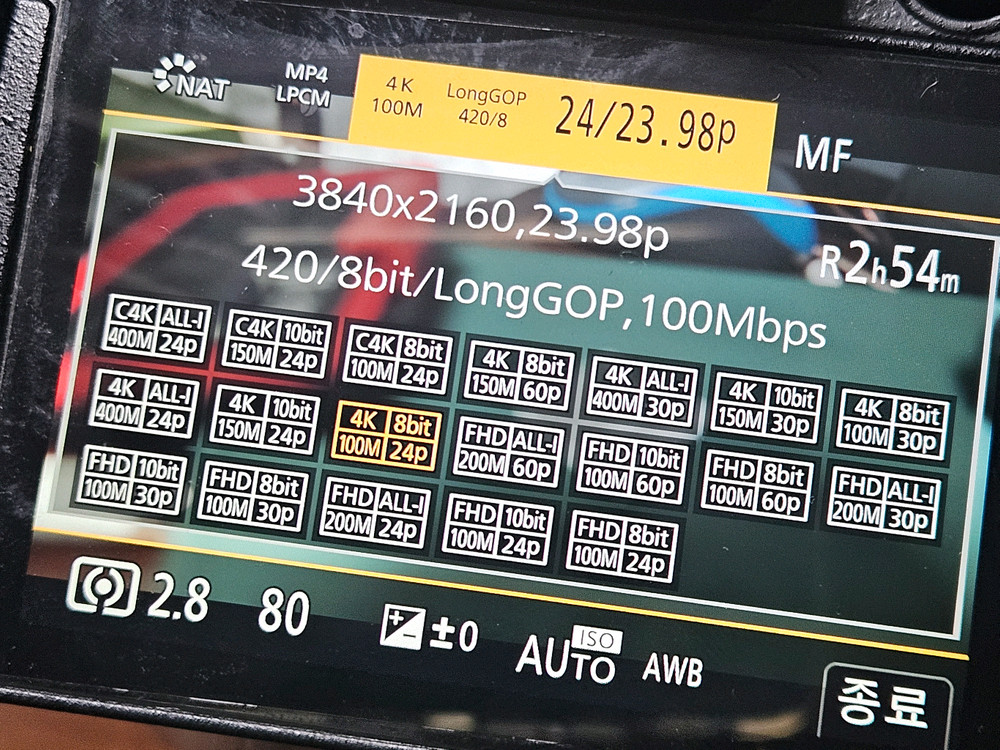 NAT MP4 LPCM 4K 100M LongGOP 420/8 24/23.98p MF
3840x2160,23.98p
R2h54m
420/8bit/LongGOP,100Mbps
C4K ALL-I 400M 24p
C4K 10bit 150M 24p
C4K 8bit 100M 24p
4K 8bit 150M 60p
4K ALL-I 400M 30p
4K 10bit 150M 30p
4K 8bit 100M 30p
4K ALL-I 400M 24p
4K 10bit 150M 24p
4K 8bit 100M 24p
FHD ALL-I 200M 60p
FHD 10bit 100M 60p
FHD 8bit 100M 60p
FHD ALL-I 200M 30p
FHD 10bit 100M 30p
FHD 8bit 100M 30p
FHD ALL-I 200M 24p
FHD 10bit 100M 24p
FHD 8bit 100M 24p
2.8 80 ±0 ISO AUTO AWB 종료